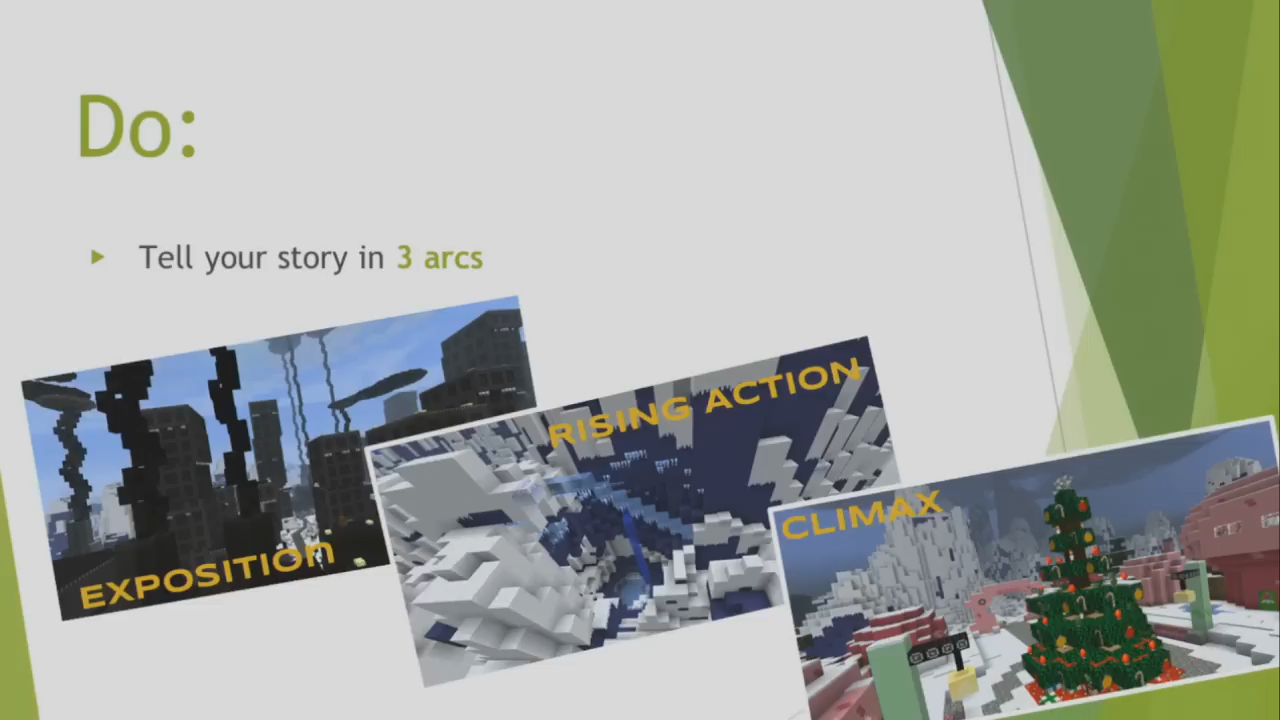 Do:
Tell your story in 3 arcs
EXPOSITIOn
RISING ACTION
CLIMAX